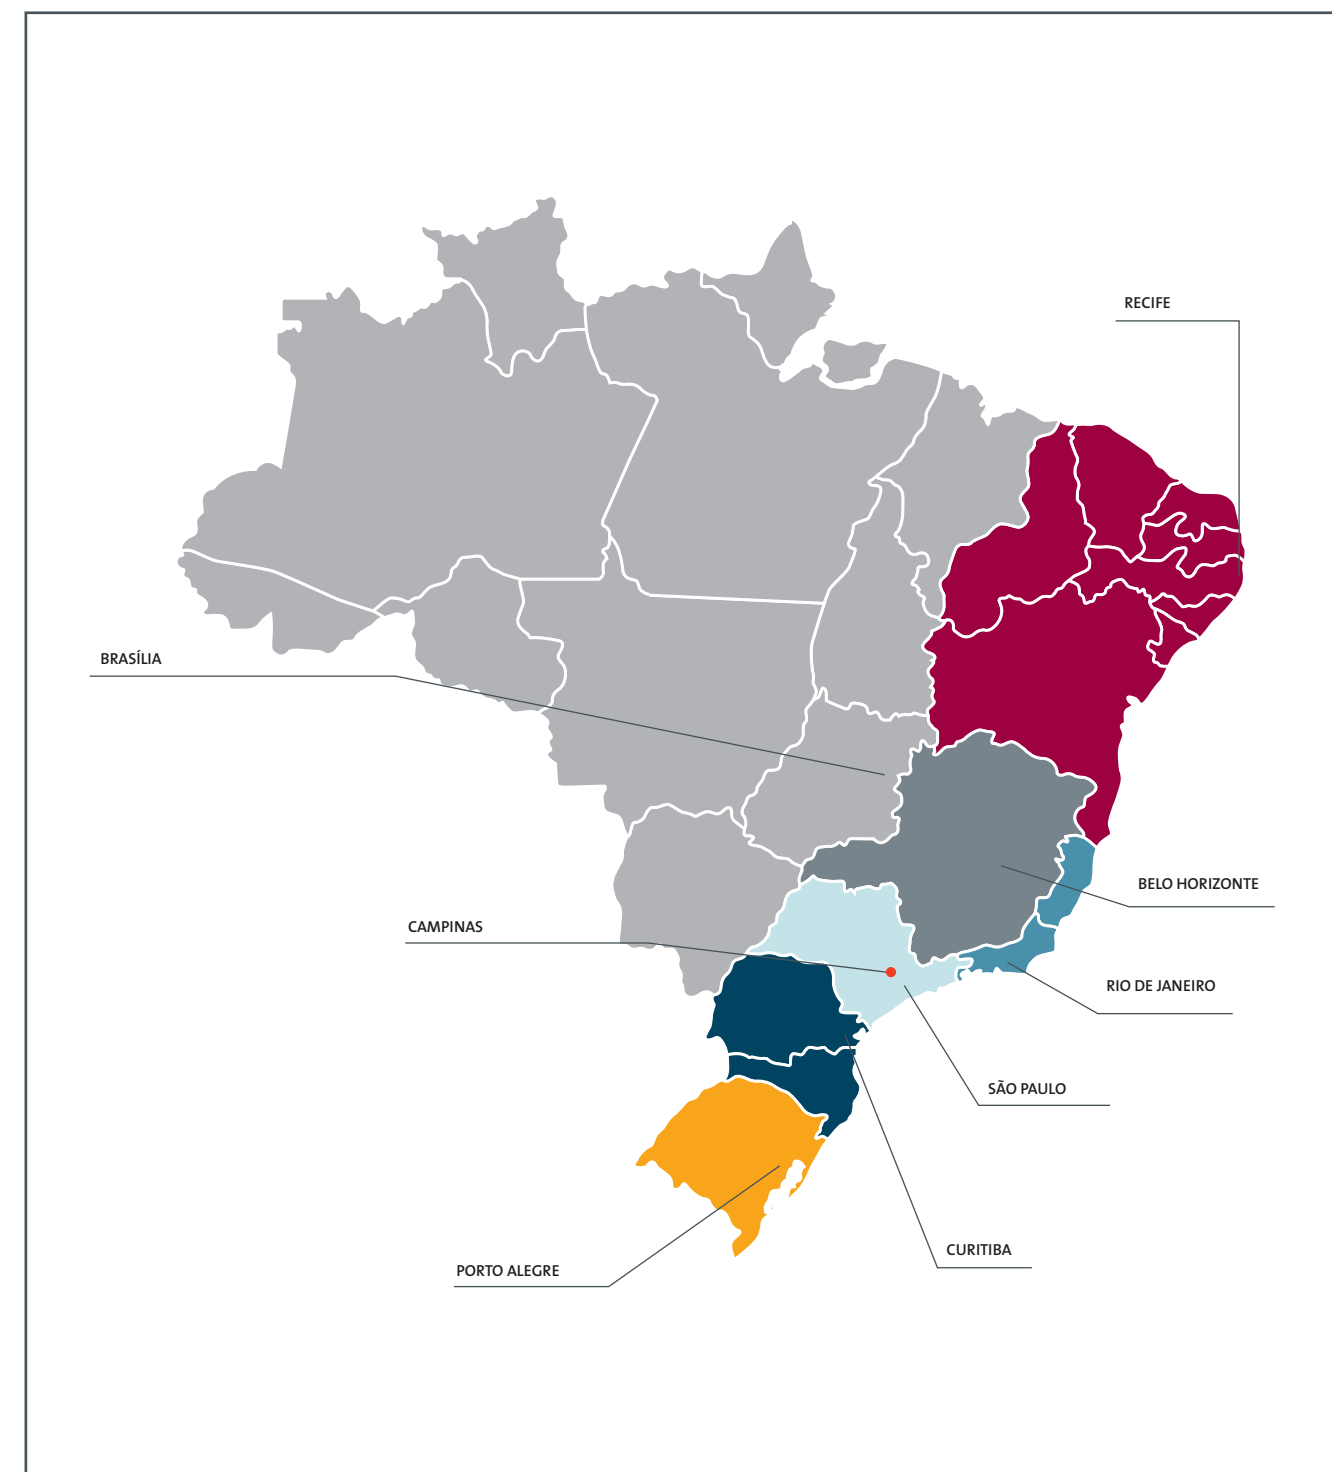 RECIFE
BRASÍLIA
BELO HORIZONTE
CAMPINAS
RIO DE JANEIRO
SÃO PAULO
CURITIBA
PORTO ALEGRE